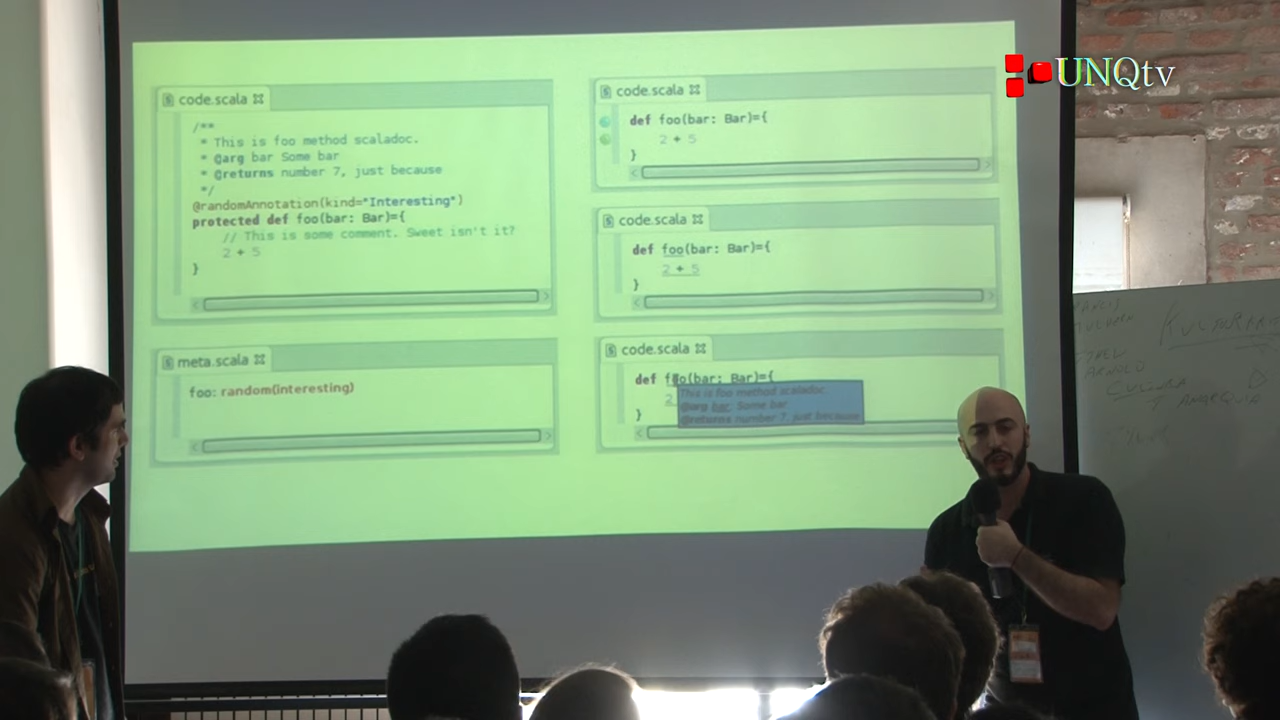 UNQtv
code.scala
/**
* This is foo method scaladoc.
* @arg bar Some bar
* @returns number 7, just because
*/
@randomAnnotation(kind="Interesting")
protected def foo(bar: Bar)={
// This is some comment. Sweet isn't it?
2 + 5
}
meta.scala
foo: random(interesting)
code.scala
def foo(bar: Bar)={
2 + 5
}
code.scala
def foo(bar: Bar)={
2 + 5
}
code.scala
def foo(bar: Bar)={
2
}
This is foo method scaladoc.
@arg bar: Some bar
@returns number 7, just because
CULTURA
ANARQUIA